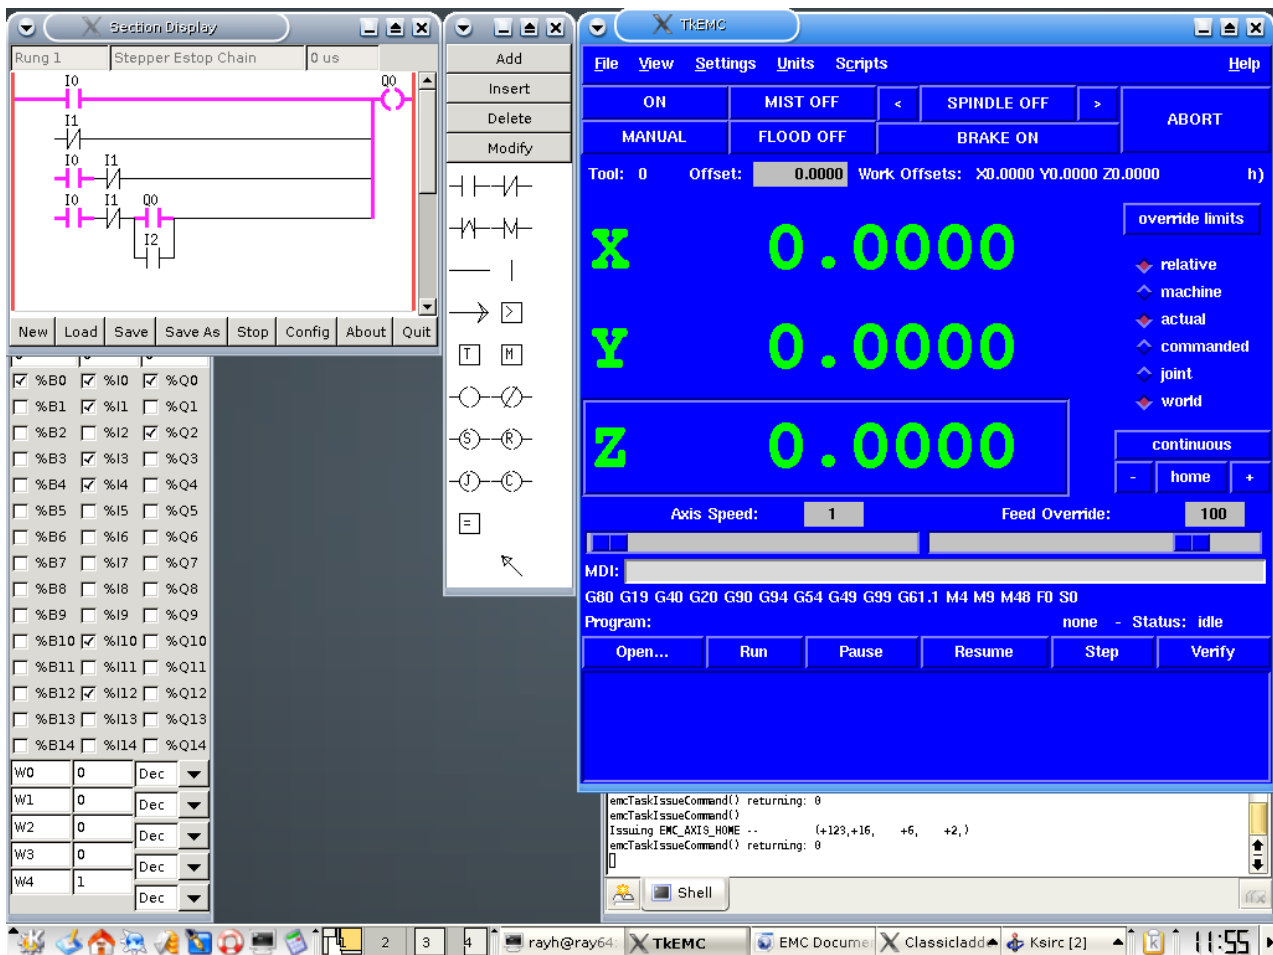 Section Display
Rung 1 Stepper Estop Chain 0 us
I0 Q0
I1
I0 I1
I0 I1 Q0
I2
New Load Save Save As Stop Config About Quit
%B0 %I0 %Q0
%B1 %I1 %Q1
%B2 %I2 %Q2
%B3 %I3 %Q3
%B4 %I4 %Q4
%B5 %I5 %Q5
%B6 %I6 %Q6
%B7 %I7 %Q7
%B8 %I8 %Q8
%B9 %I9 %Q9
%B10 %I10 %Q10
%B11 %I11 %Q11
%B12 %I12 %Q12
%B13 %I13 %Q13
%B14 %I14 %Q14
W0 0 Dec
W1 0 Dec
W2 0 Dec
W3 0 Dec
W4 1 Dec
Add
Insert
Delete
Modify
>
T M
S R
J C
=
TkEMC
File View Settings Units Scripts Help
ON MIST OFF < SPINDLE OFF > ABORT
MANUAL FLOOD OFF BRAKE ON
Tool: 0 Offset: 0.0000 Work Offsets: X0.0000 Y0.0000 Z0.0000 h)
override limits
X 0.0000
relative
machine
actual
Y 0.0000
commanded
joint
world
Z 0.0000
continuous
- home +
Axis Speed: 1 Feed Override: 100
MDI:
G80 G19 G40 G20 G90 G94 G54 G49 G99 G61.1 M4 M9 M48 F0 S0
Program: none - Status: idle
Open... Run Pause Resume Step Verify
emcTaskIssueCommand() returning: 0
emcTaskIssueCommand()
Issuing EMC_AXIS_HOME -- (+123,+16, +6, +2,)
emcTaskIssueCommand() returning: 0
Shell
1 2 3 4 rayh@ray64: TkEMC EMC Docume Classicladd Ksirc [2] 11:55